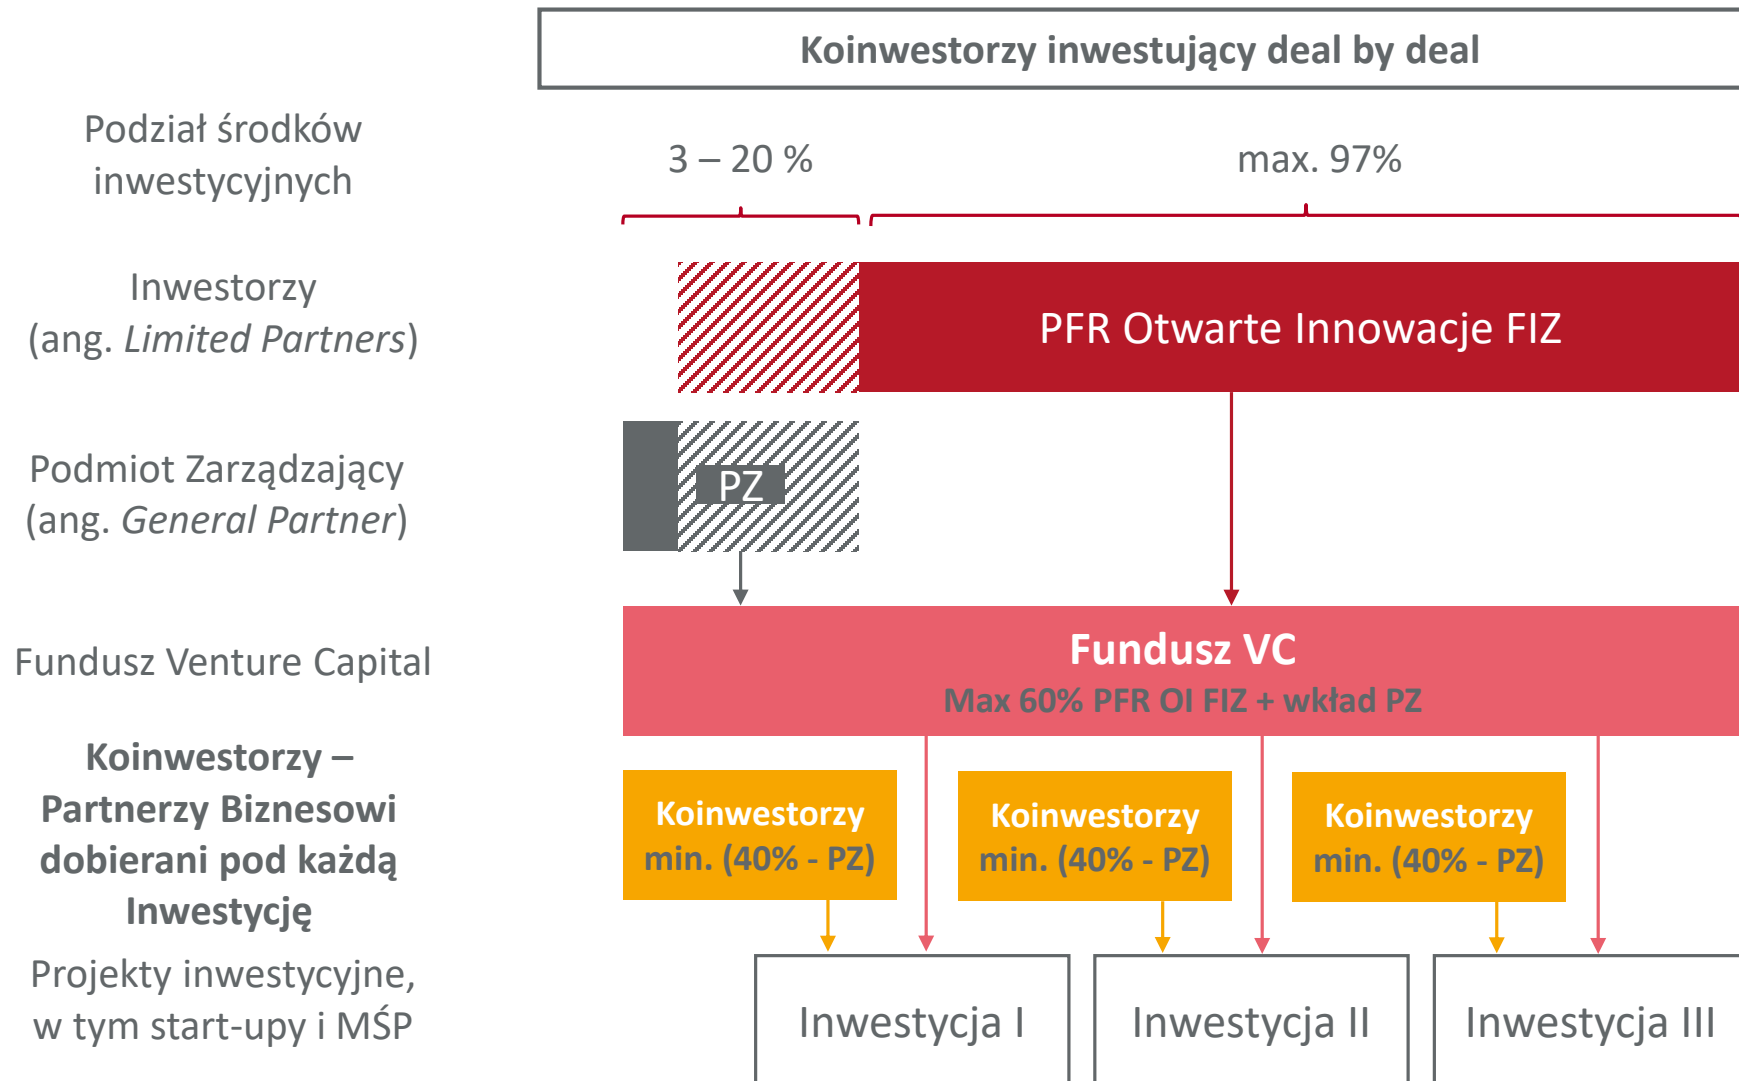 Koinwestorzy inwestujący deal by deal
Podział środków
inwestycyjnych
3 – 20 %
max. 97%
Inwestorzy
(ang. Limited Partners)
PFR Otwarte Innowacje FIZ
Podmiot Zarządzający
(ang. General Partner)
PZ
Fundusz Venture Capital
Fundusz VC
Max 60% PFR OI FIZ + wkład PZ
Koinwestorzy –
Partnerzy Biznesowi
dobierani pod każdą
Inwestycję
Koinwestorzy
min. (40% - PZ)
Koinwestorzy
min. (40% - PZ)
Koinwestorzy
min. (40% - PZ)
Projekty inwestycyjne,
w tym start-upy i MŚP
Inwestycja I
Inwestycja II
Inwestycja III